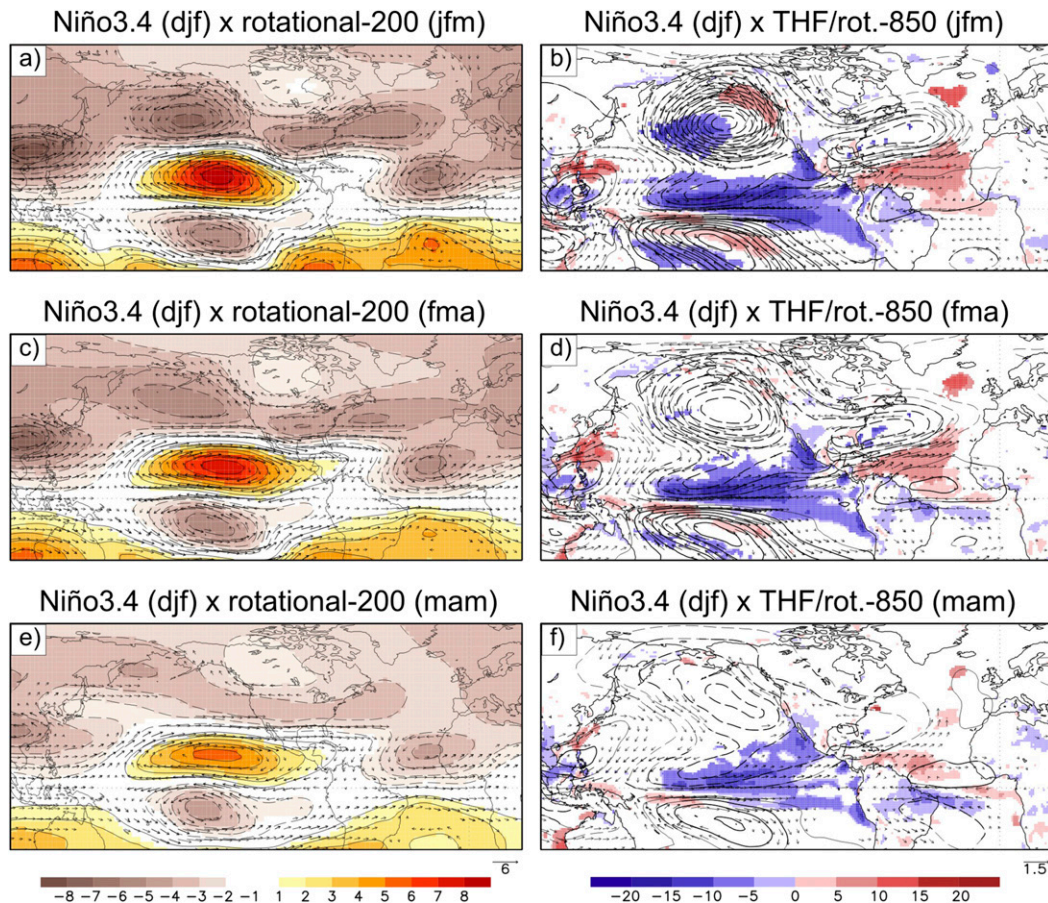 Niño3.4 (djf) x rotational-200 (jfm)
Niño3.4 (djf) x THF/rot.-850 (jfm)
a)
b)
Niño3.4 (djf) x rotational-200 (fma)
Niño3.4 (djf) x THF/rot.-850 (fma)
c)
d)
Niño3.4 (djf) x rotational-200 (mam)
Niño3.4 (djf) x THF/rot.-850 (mam)
e)
f)
6
1.5
-8 -7 -6 -5 -4 -3 -2 -1 1 2 3 4 5 6 7 8
-20 -15 -10 -5 0 5 10 15 20